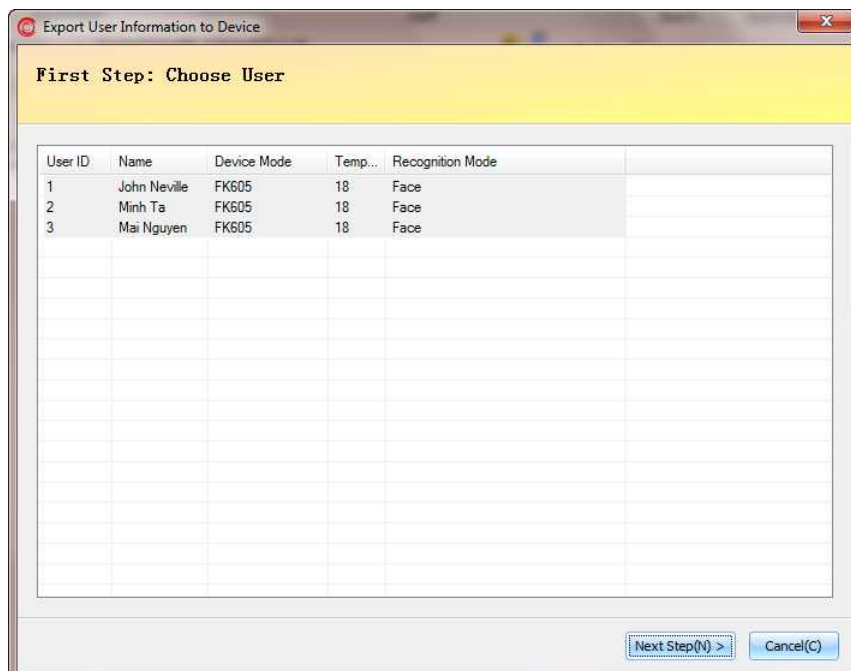 Export User Information to Device
First Step: Choose User
User ID Name Device Mode Temp... Recognition Mode
1 John Neville FK605 18 Face
2 Minh Ta FK605 18 Face
3 Mai Nguyen FK605 18 Face
Next Step(N) > Cancel(C)